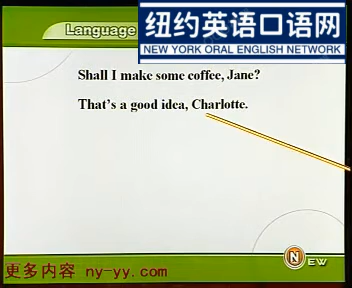 Language
纽约英语口语网
NEW YORK ORAL ENGLISH NETWORK
Shall I make some coffee, Jane?
That's a good idea, Charlotte.
NEW
更多内容 ny-yy.com